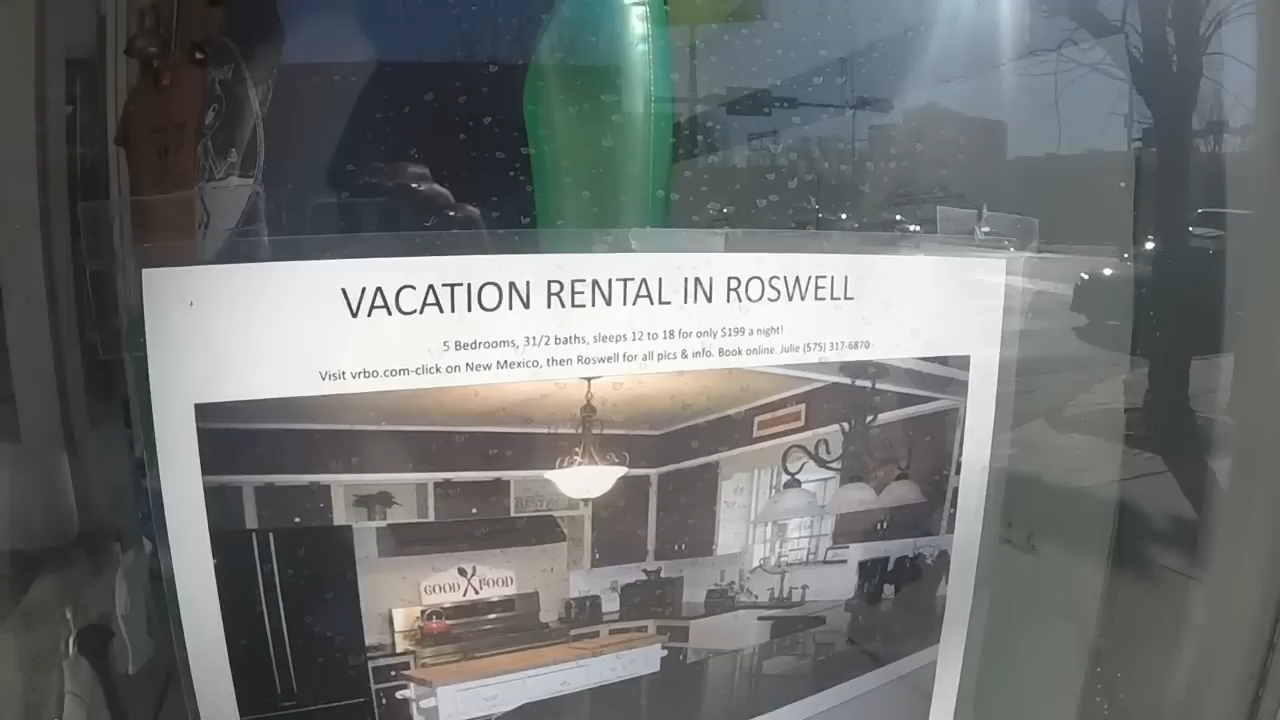 VACATION RENTAL IN ROSWELL
5 Bedrooms, 31/2 baths, sleeps 12 to 18 for only $199 a night!
Visit vrbo.com-click on New Mexico, then Roswell for all pics & info. Book online. Julie (575) 317-6870
GOOD FOOD